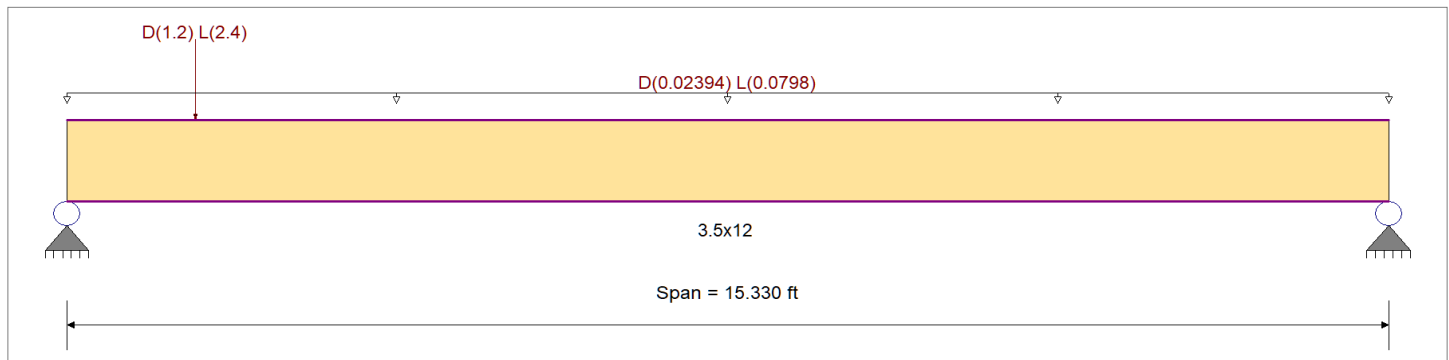 D(1.2) L(2.4)
D(0.02394) L(0.0798)
3.5x12
Span = 15.330 ft